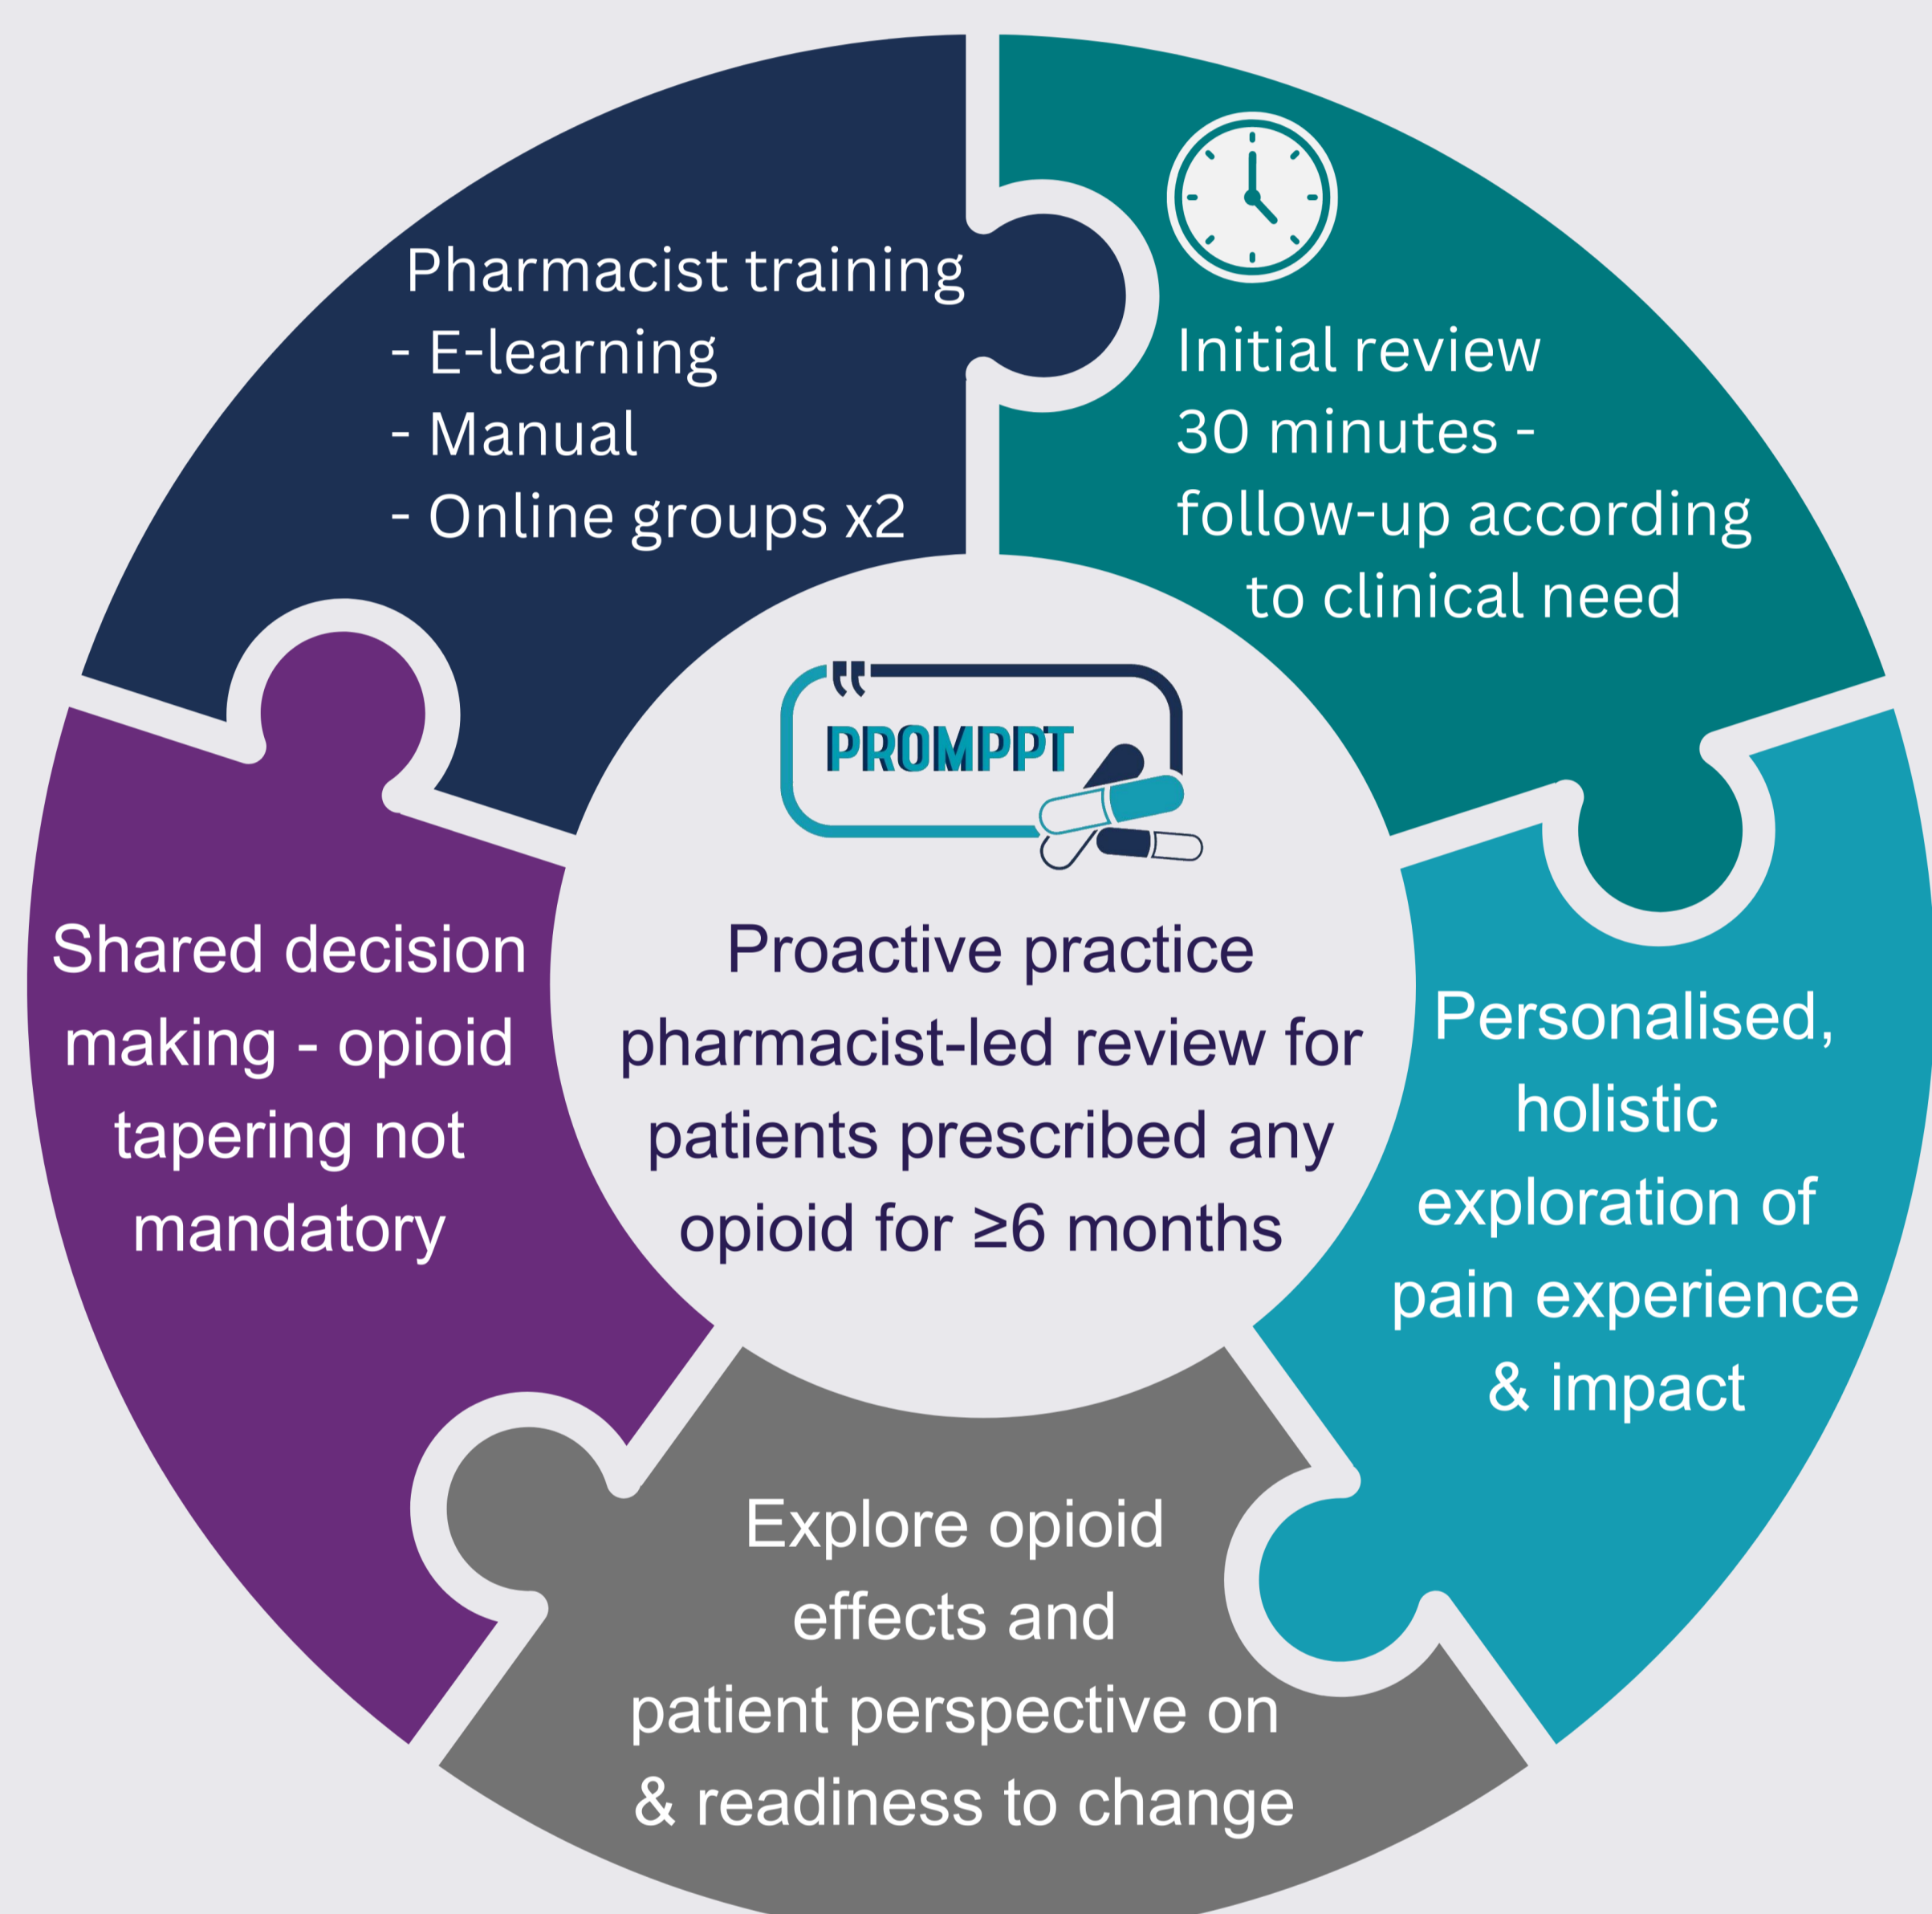 Pharmacist training
- E-learning
- Manual
- Online groups x2
Initial review
30 minutes -
follow-up according
to clinical need
Personalised,
holistic
exploration of
pain experience
& impact
Explore opioid
effects and
patient perspective on
& readiness to change
Shared decision
making - opioid
tapering not
mandatory
PROMPPT
Proactive practice
pharmacist-led review for
patients prescribed any
opioid for ≥6 months